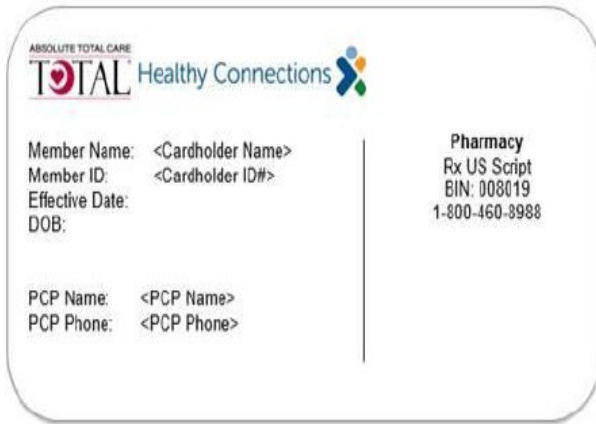 ABSOLUTE TOTAL CARE
TOTAL Healthy Connections
Member Name: <Cardholder Name>
Member ID: <Cardholder ID#>
Effective Date:
DOB:
PCP Name: <PCP Name>
PCP Phone: <PCP Phone>
Pharmacy
Rx US Script
BIN: 008019
1-800-460-8988